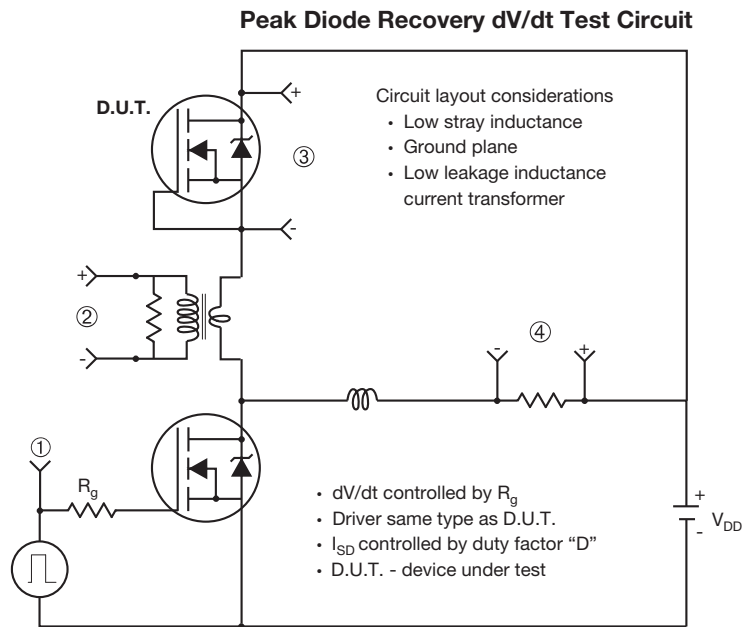 Peak Diode Recovery dV/dt Test Circuit
D.U.T.
+
③
-
Circuit layout considerations
• Low stray inductance
• Ground plane
• Low leakage inductance
current transformer
+
②
-
-
④
+
①
Rg
• dV/dt controlled by Rg
• Driver same type as D.U.T.
• ISD controlled by duty factor “D”
• D.U.T. - device under test
+
VDD
-